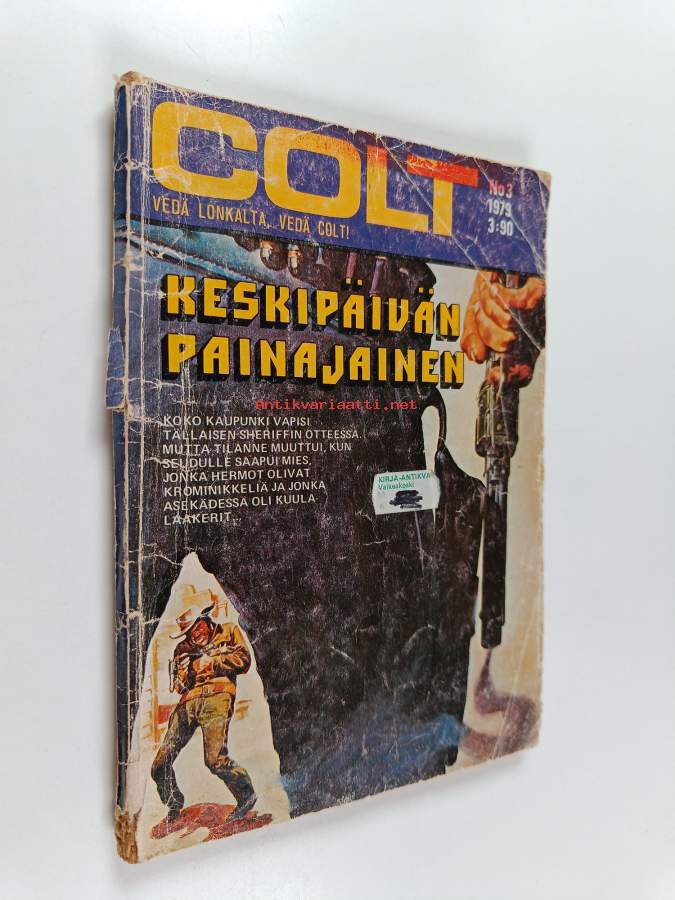 COLT
VEDÄ LONKALTA, VEDÄ COLT!
No 3
1979
3:90
KESKIPÄIVÄN
PAINAJAINEN
Antikvariaatti.net
KOKO KAUPUNKI VAPISI
TÄLLAISEN SHERIFFIN OTTEESSA.
MUTTA TILANNE MUUTTUI, KUN
SEUDULLE SAAPUI MIES,
JONKA HERMOT OLIVAT
KROMINIKKELIÄ JA JONKA
ASEKÄDESSÄ OLI KUULA
LAAKERIT...
KIRJA-ANTIKVA
Valkeakoski